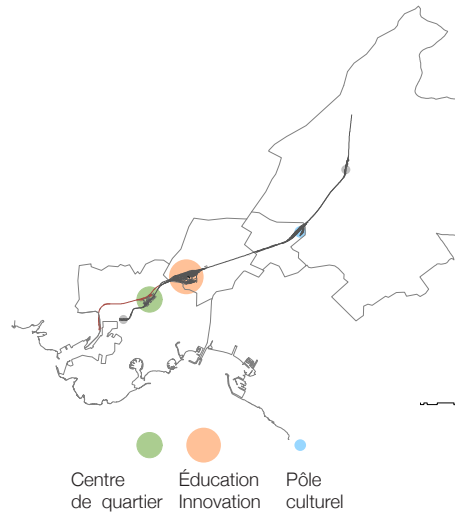 Centre
de quartier
Éducation
Innovation
Pôle
culturel